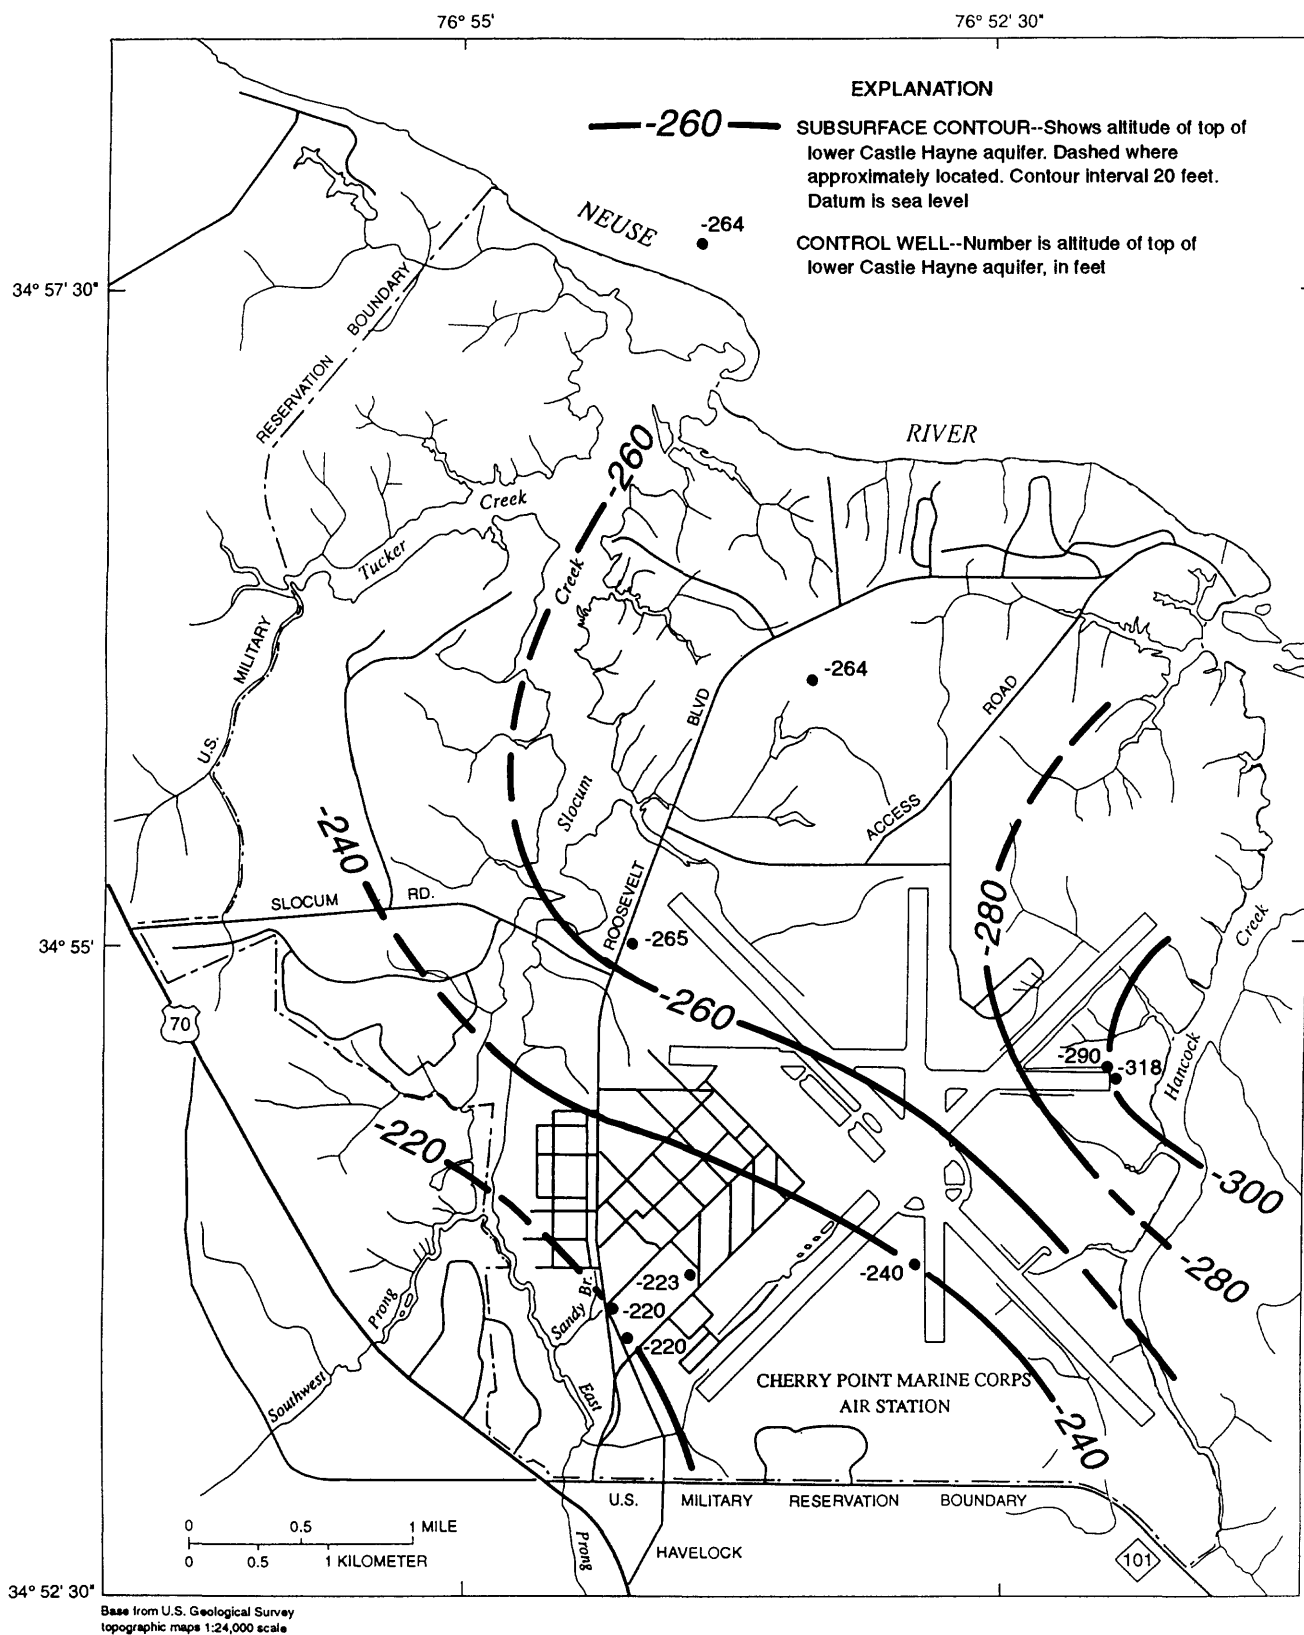 76° 55'
76° 52' 30"
EXPLANATION
-260
SUBSURFACE CONTOUR--Shows altitude of top of
lower Castle Hayne aquifer. Dashed where
approximately located. Contour interval 20 feet.
Datum is sea level
NEUSE
-264
CONTROL WELL--Number is altitude of top of
lower Castle Hayne aquifer, in feet
34° 57' 30"
RESERVATION BOUNDARY
RIVER
-260
Creek
Tucker
Creek
U.S. MILITARY
-264
BLVD
ROAD
Slocum
ACCESS
-240
SLOCUM RD.
ROOSEVELT
-280
Creek
34° 55'
-265
-260
70
-290
-318
Hancock
-220
-300
-280
-223
-240
-220
Sandy Br.
-220
Prong
Southwest
East
CHERRY POINT MARINE CORPS
AIR STATION
-240
U.S. MILITARY RESERVATION BOUNDARY
0 0.5 1 MILE
0 0.5 1 KILOMETER
Prong
HAVELOCK
101
34° 52' 30"
Base from U.S. Geological Survey
topographic maps 1:24,000 scale